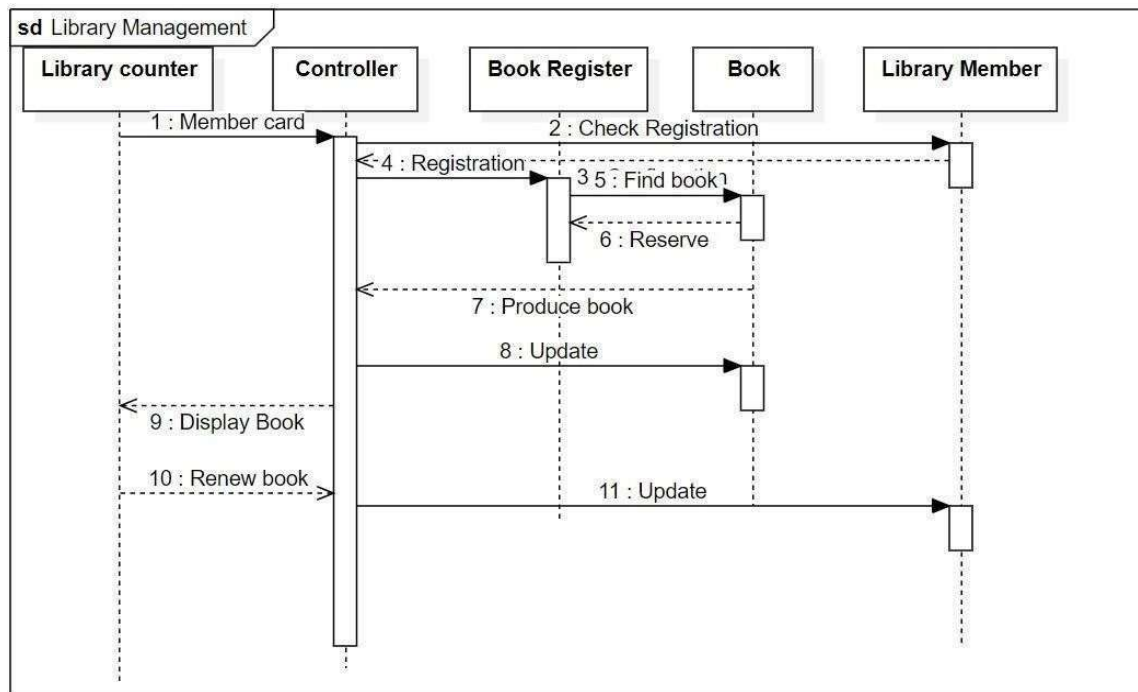 sd Library Management
Library counter
Controller
Book Register
Book
Library Member
1 : Member card
2 : Check Registration
4 : Registration
3
5 : Find book
6 : Reserve
7 : Produce book
8 : Update
9 : Display Book
10 : Renew book
11 : Update